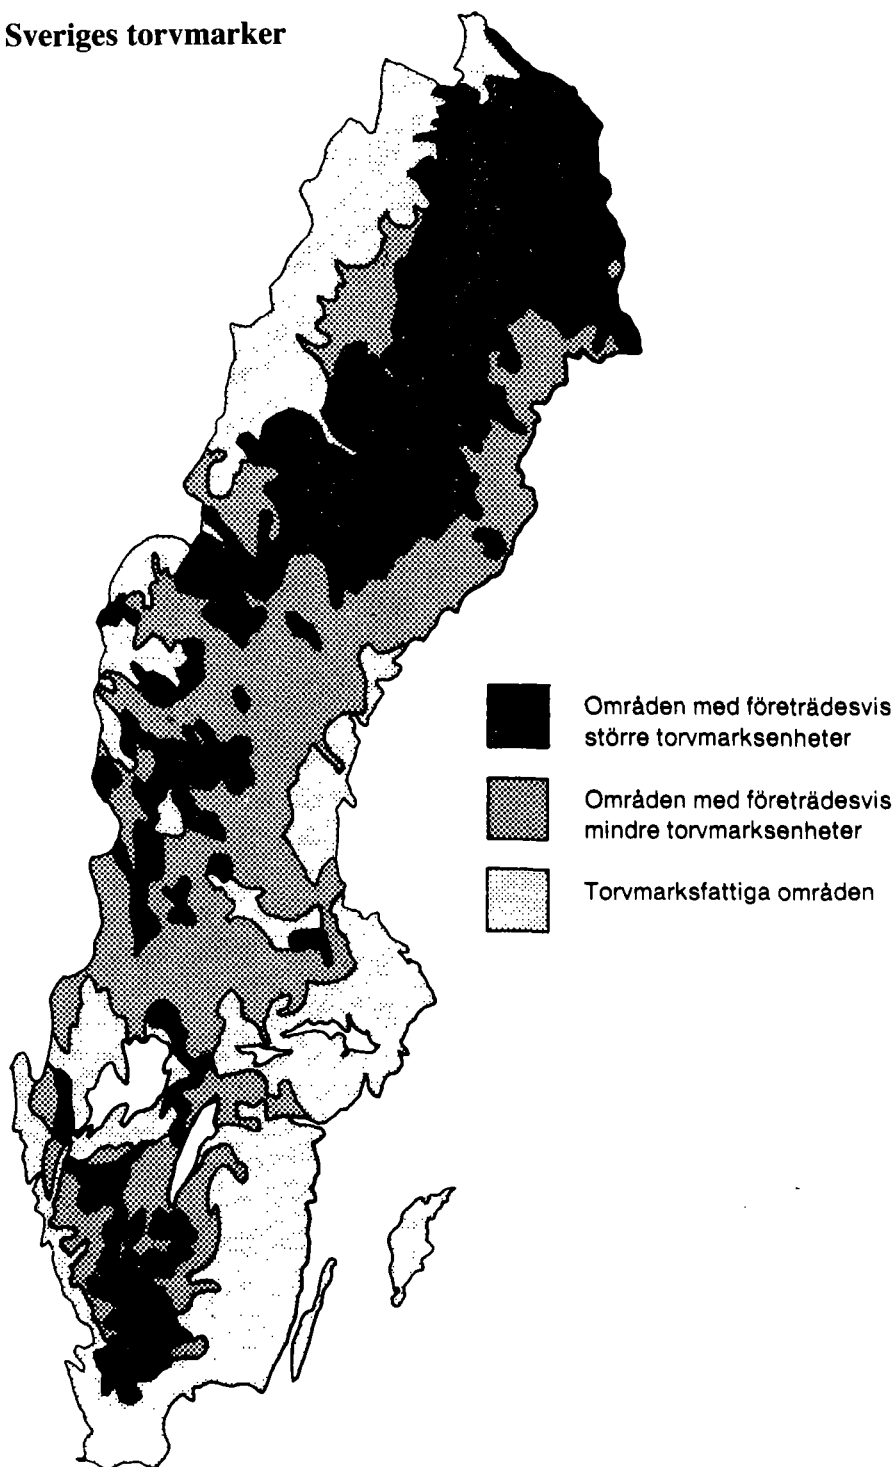 Sveriges torvmarker
Områden med företrädesvis
större torvmarksenheter
Områden med företrädesvis
mindre torvmarksenheter
Torvmarksfattiga områden